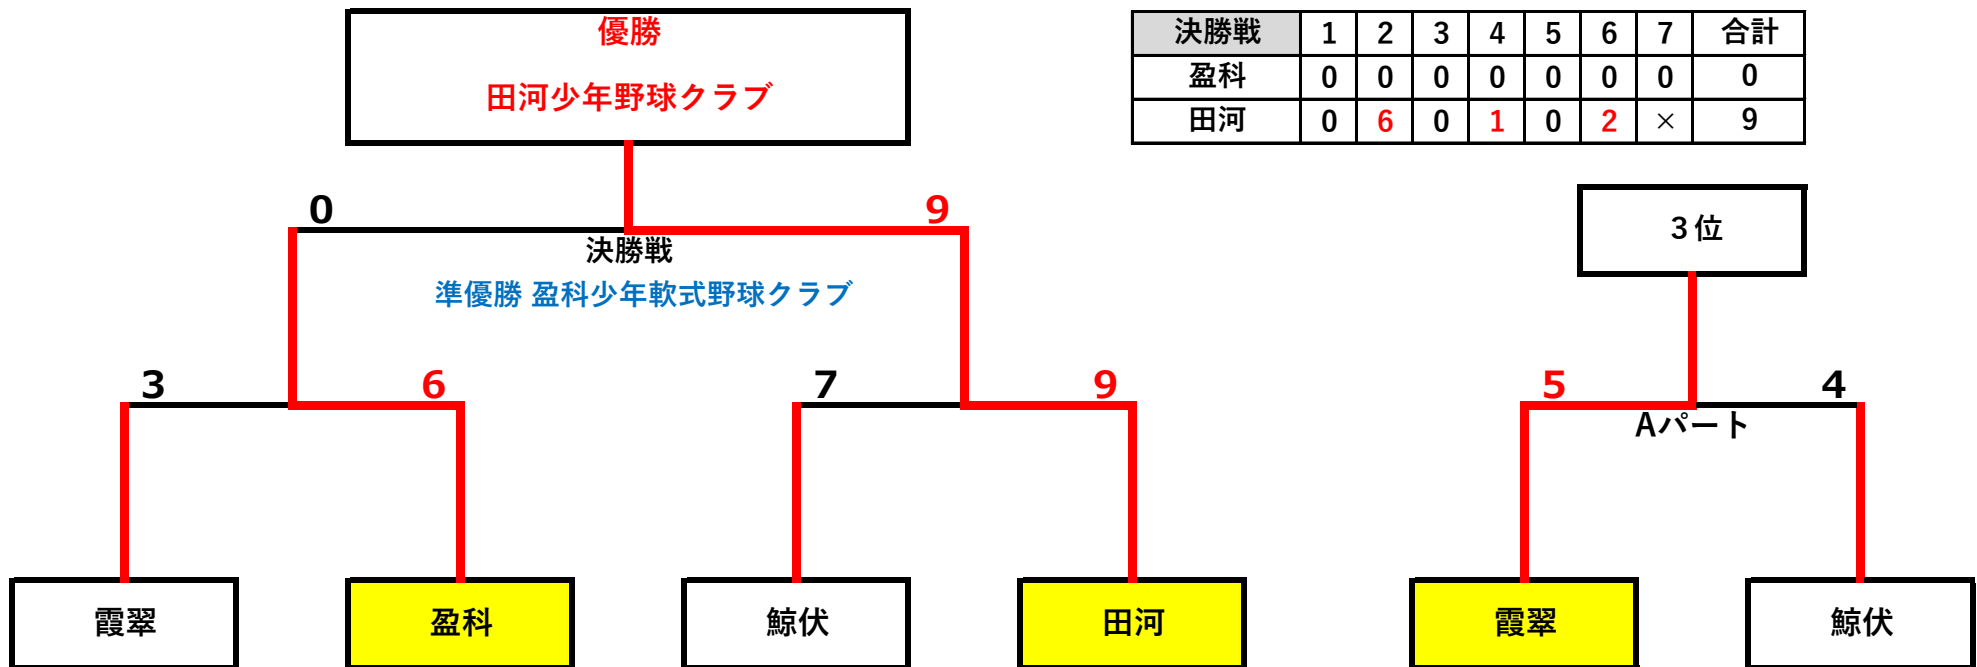 優勝
田河少年野球クラブ
決勝戦 1 2 3 4 5 6 7 合計
盈科 0 0 0 0 0 0 0 0
田河 0 6 0 1 0 2 × 9
0 9
決勝戦
準優勝 盈科少年軟式野球クラブ
3位
3 6 7 9 5 4
Aパート
霞翠 盈科 鯨伏 田河 霞翠 鯨伏